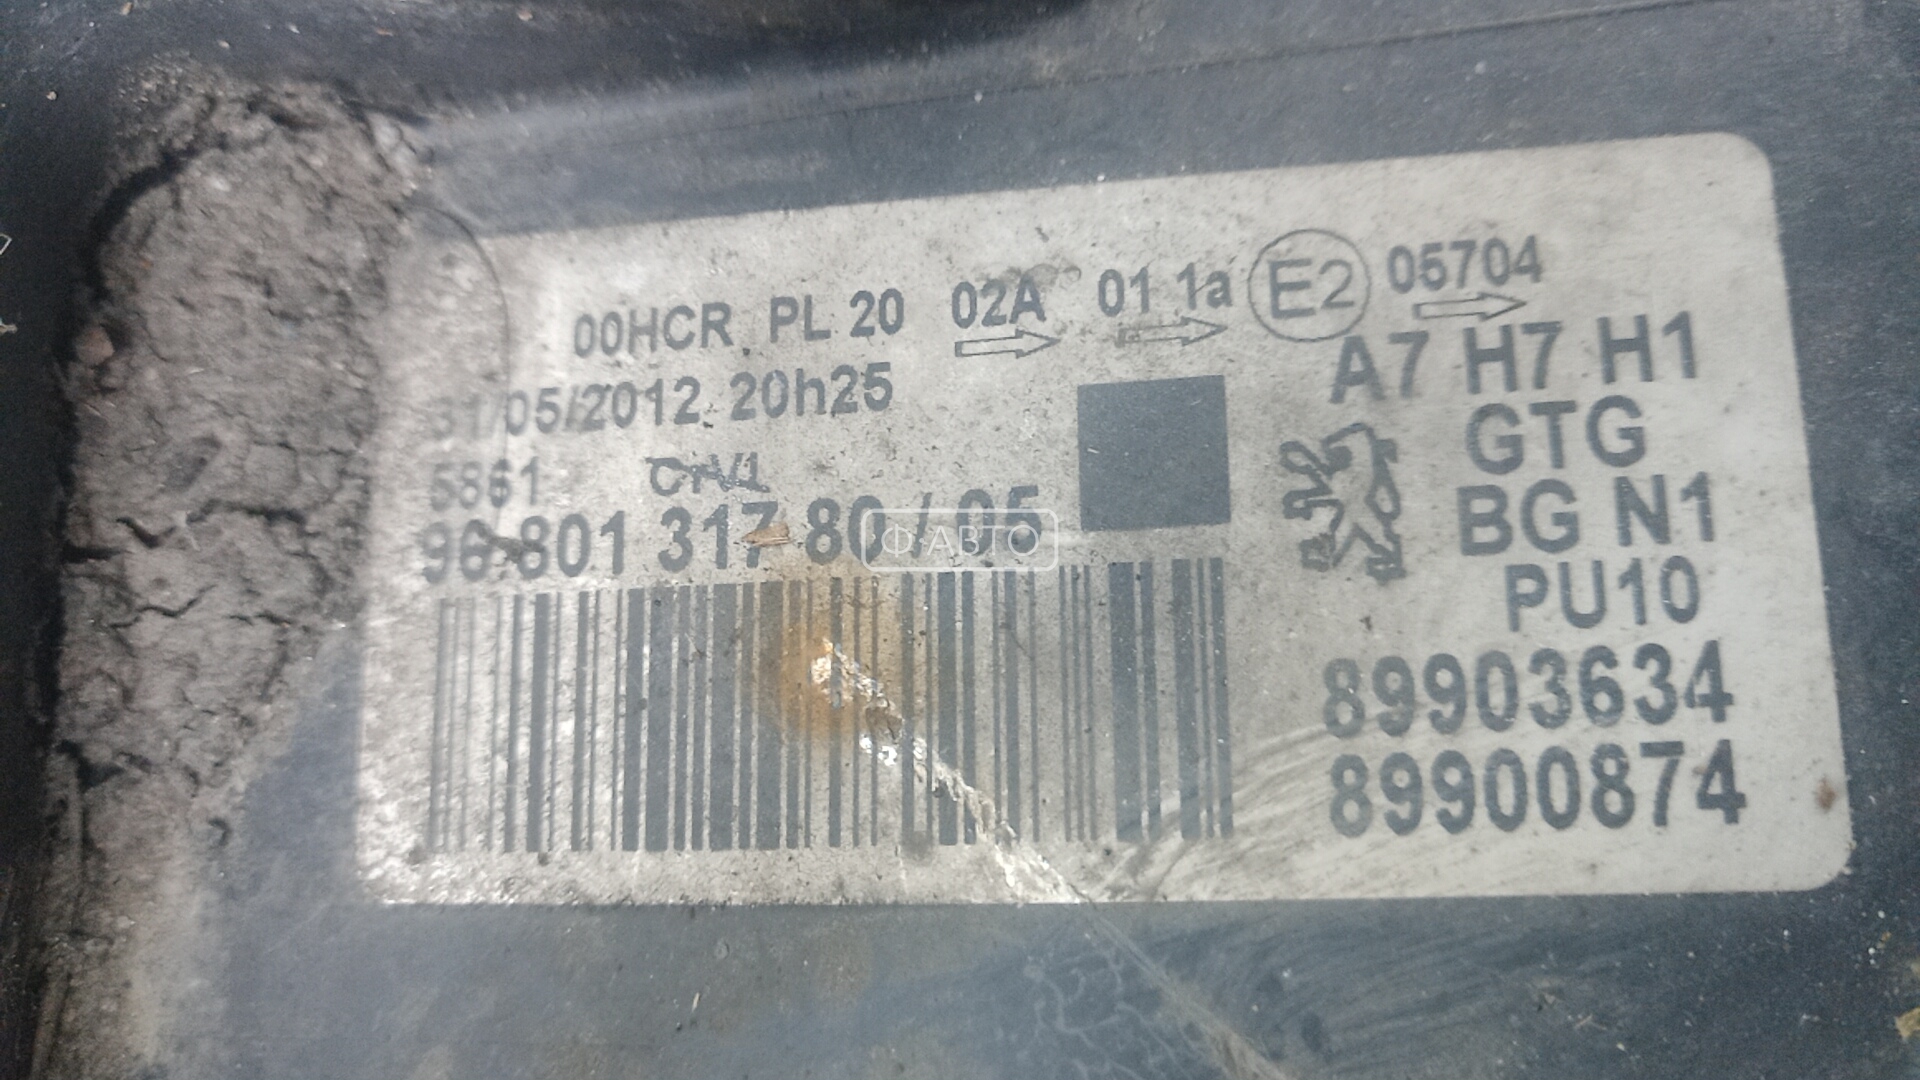 00HCR PL 20 02A 01 1a E2 05704
31/05/2012 20h25
A7 H7 H1
5861 CrV1
GTG
96 801 317 80 / 05
BG N1
PU10
89903634
89900874
ФАВТО